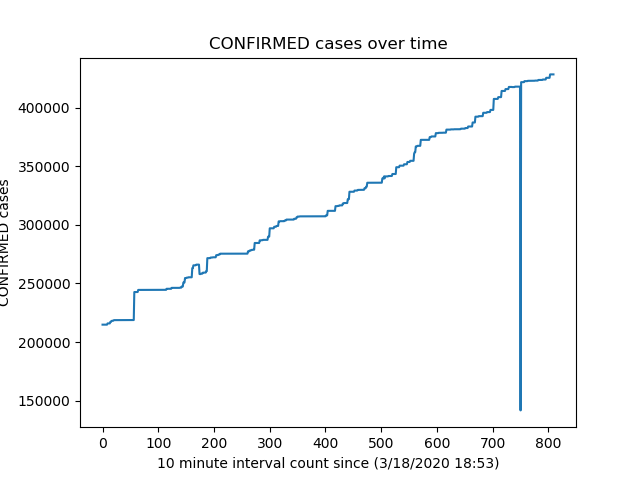 CONFIRMED cases over time
400000
350000
300000
250000
200000
150000
CONFIRMED cases
0 100 200 300 400 500 600 700 800
10 minute interval count since (3/18/2020 18:53)